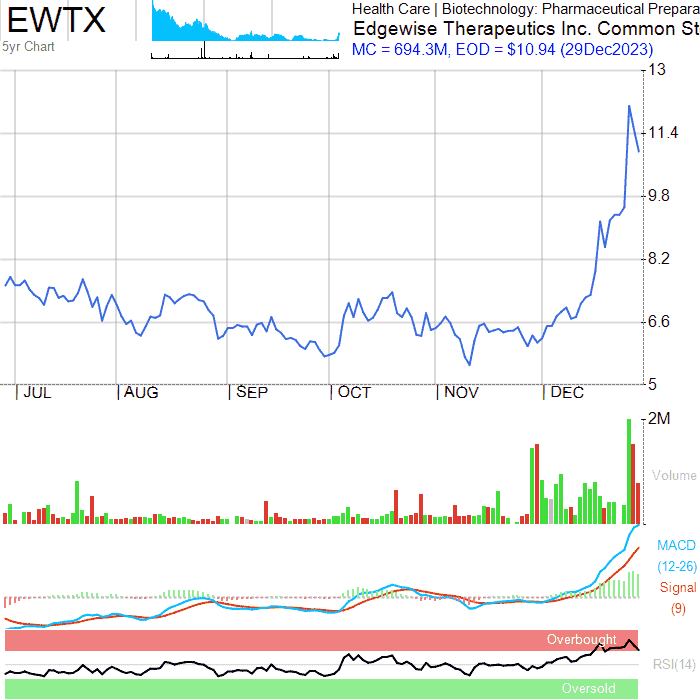 EWTX
5yr Chart
Health Care | Biotechnology: Pharmaceutical Prepara
Edgewise Therapeutics Inc. Common St
MC = 694.3M, EOD = $10.94 (29Dec2023)
13
11.4
9.8
8.2
6.6
5
JUL AUG SEP OCT NOV DEC
2M
Volume
MACD
(12-26)
Signal
(9)
Overbought
RSI(14)
Oversold